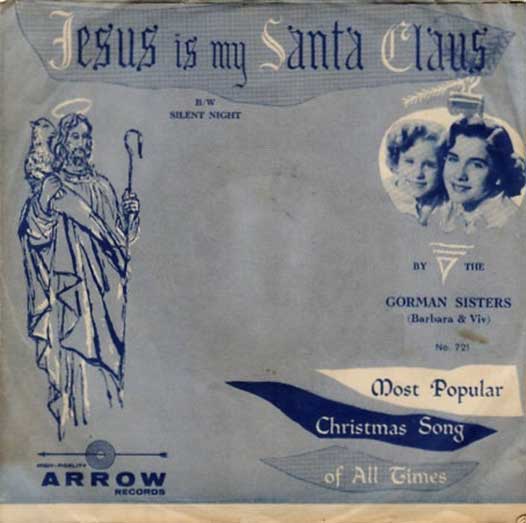 Jesus is my Santa Claus
B/W
SILENT NIGHT
BY THE
GORMAN SISTERS
(Barbara & Viv)
No. 721
Most Popular
Christmas Song
of All Times
HIGH-FIDELITY
ARROW
RECORDS